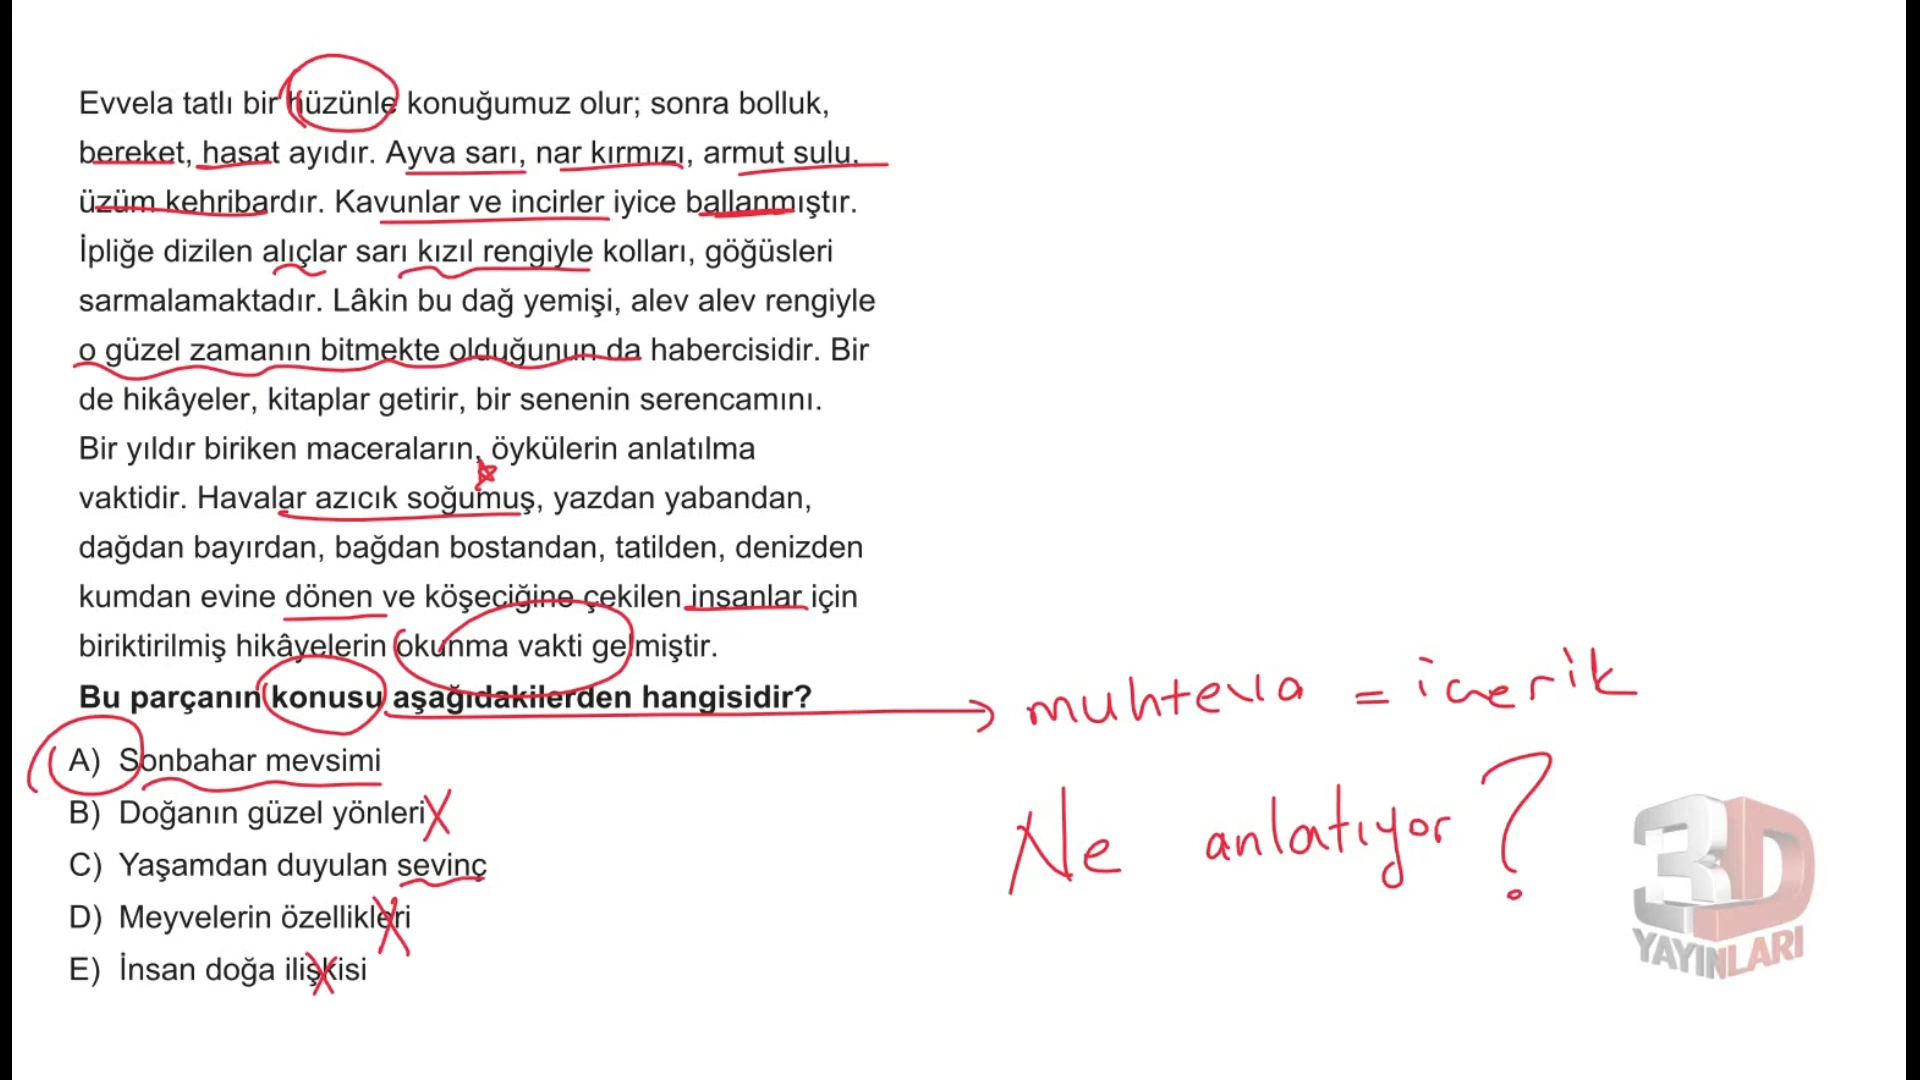 Evvela tatlı bir hüzünle konuğumuz olur; sonra bolluk,
bereket, hasat ayıdır. Ayva sarı, nar kırmızı, armut sulu,
üzüm kehribardır. Kavunlar ve incirler iyice ballanmıştır.
İpliğe dizilen alıçlar sarı kızıl rengiyle kolları, göğüsleri
sarmalamaktadır. Lâkin bu dağ yemişi, alev alev rengiyle
o güzel zamanın bitmekte olduğunun da habercisidir. Bir
de hikâyeler, kitaplar getirir, bir senenin serencamını.
Bir yıldır biriken maceraların, öykülerin anlatılma
vaktidir. Havalar azıcık soğumuş, yazdan yabandan,
dağdan bayırdan, bağdan bostandan, tatilden, denizden
kumdan evine dönen ve köşeciğine çekilen insanlar için
biriktirilmiş hikâyelerin okunma vakti gelmiştir.
Bu parçanın konusu aşağıdakilerden hangisidir?
muhteva = icerik
A) Sonbahar mevsimi
B) Doğanın güzel yönleri
C) Yaşamdan duyulan sevinç
D) Meyvelerin özellikleri
E) İnsan doğa ilişkisi
Ne anlatıyor?
3D
YAYINLARI